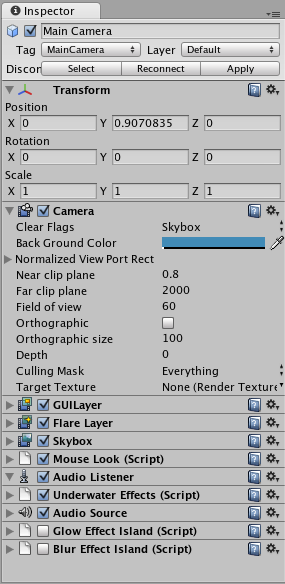 Inspector
Main Camera
Tag MainCamera Layer Default
Discon Select Reconnect Apply
Transform
Position
X 0 Y 0.9070835 Z 0
Rotation
X 0 Y 0 Z 0
Scale
X 1 Y 1 Z 1
Camera
Clear Flags Skybox
Back Ground Color
Normalized View Port Rect
Near clip plane 0.8
Far clip plane 2000
Field of view 60
Orthographic
Orthographic size 100
Depth 0
Culling Mask Everything
Target Texture None (Render Texture
GUILayer
Flare Layer
Skybox
Mouse Look (Script)
Audio Listener
Underwater Effects (Script)
Audio Source
Glow Effect Island (Script)
Blur Effect Island (Script)